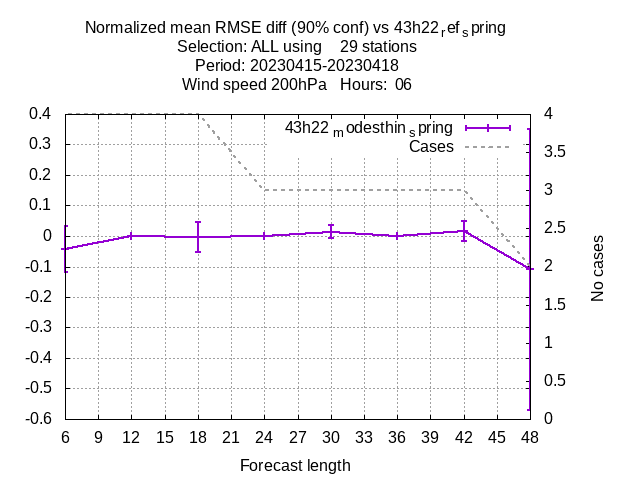 Normalized mean RMSE diff (90% conf) vs 43h22refspring
Selection: ALL using 29 stations
Period: 20230415-20230418
Wind speed 200hPa Hours: 06
43h22modesthinspring
Cases
0.4
0.3
0.2
0.1
0
-0.1
-0.2
-0.3
-0.4
-0.5
-0.6
4
3.5
3
2.5
2
1.5
1
0.5
0
No cases
6 9 12 15 18 21 24 27 30 33 36 39 42 45 48
Forecast length